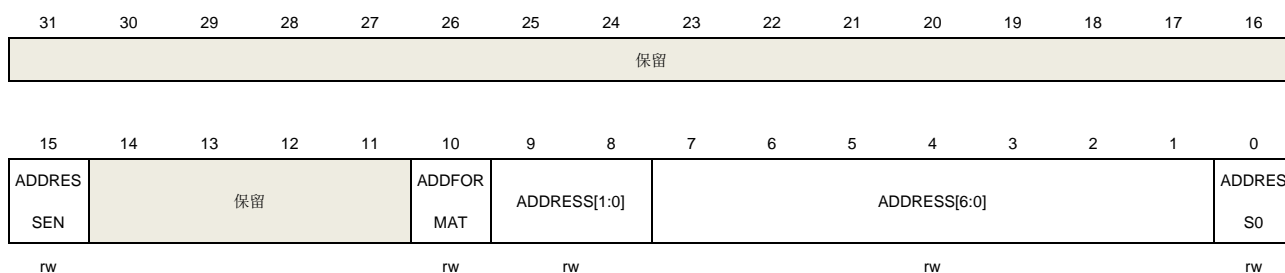 31 30 29 28 27 26 25 24 23 22 21 20 19 18 17 16
保留
15 14 13 12 11 10 9 8 7 6 5 4 3 2 1 0
ADDRES
SEN
保留
ADDFOR
MAT
ADDRESS[1:0]
ADDRESS[6:0]
ADDRES
S0
rw rw rw rw rw